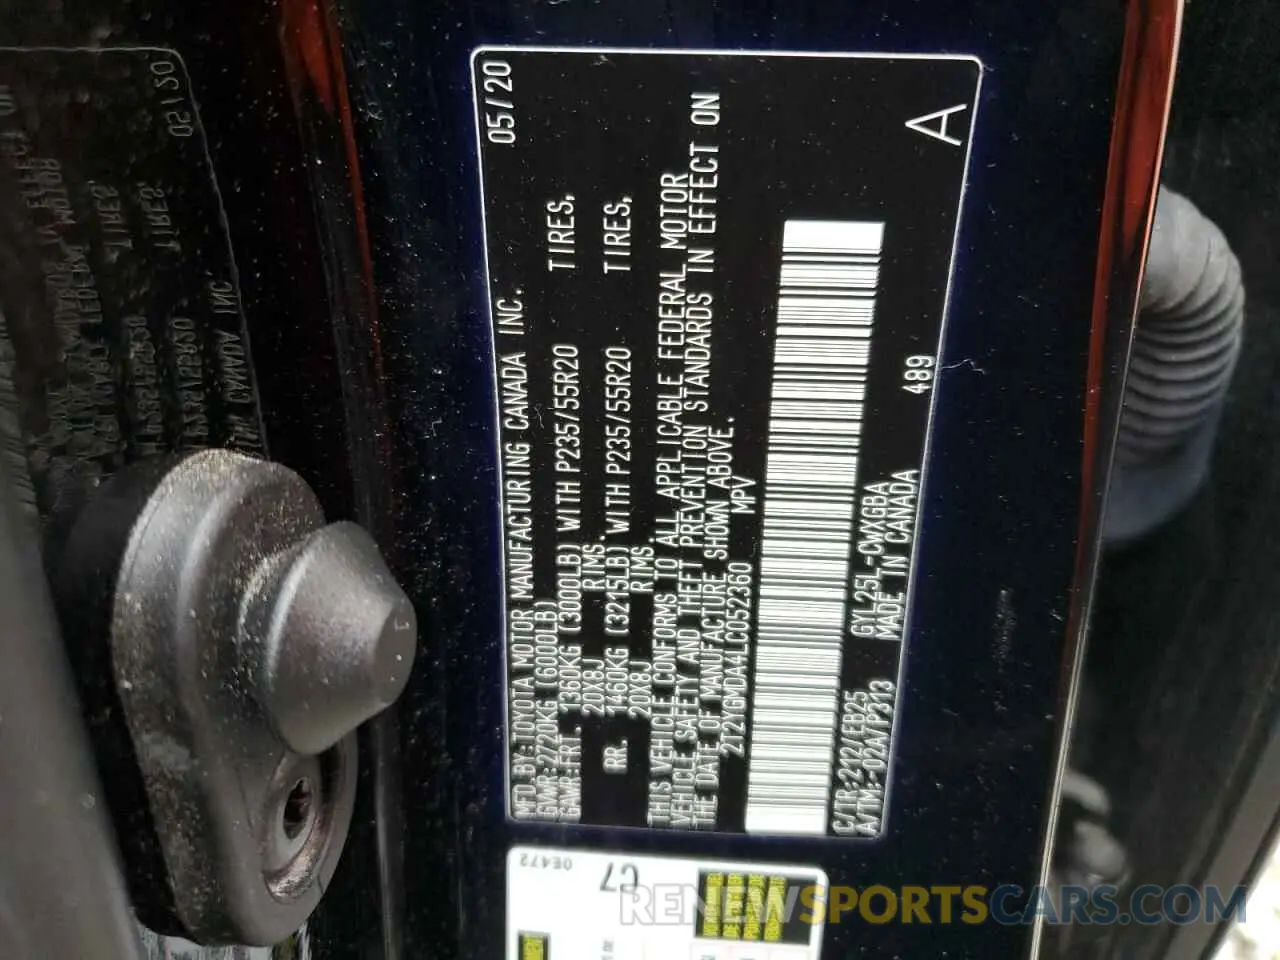 MFD.BY:TOYOTA MOTOR MANUFACTURING CANADA INC. 05/20
GVWR:2720KG (6000LB)
GAWR:FRT. 1360KG (3000LB) WITH P235/55R20 TIRES,
20X8J RIMS.
RR. 1460KG (3215LB) WITH P235/55R20 TIRES,
20X8J RIMS.
THIS VEHICLE CONFORMS TO ALL APPLICABLE FEDERAL MOTOR
VEHICLE SAFETY AND THEFT PREVENTION STANDARDS IN EFFECT ON
THE DATE OF MANUFACTURE SHOWN ABOVE.
2T2YGMDA4LC052360 MPV
C/TR:212/EB25 GYL25L-CWXGBA 489 A
A/TM:-02A/P313 MADE IN CANADA
C7
0E472
RENEWSPORTSCARS.COM